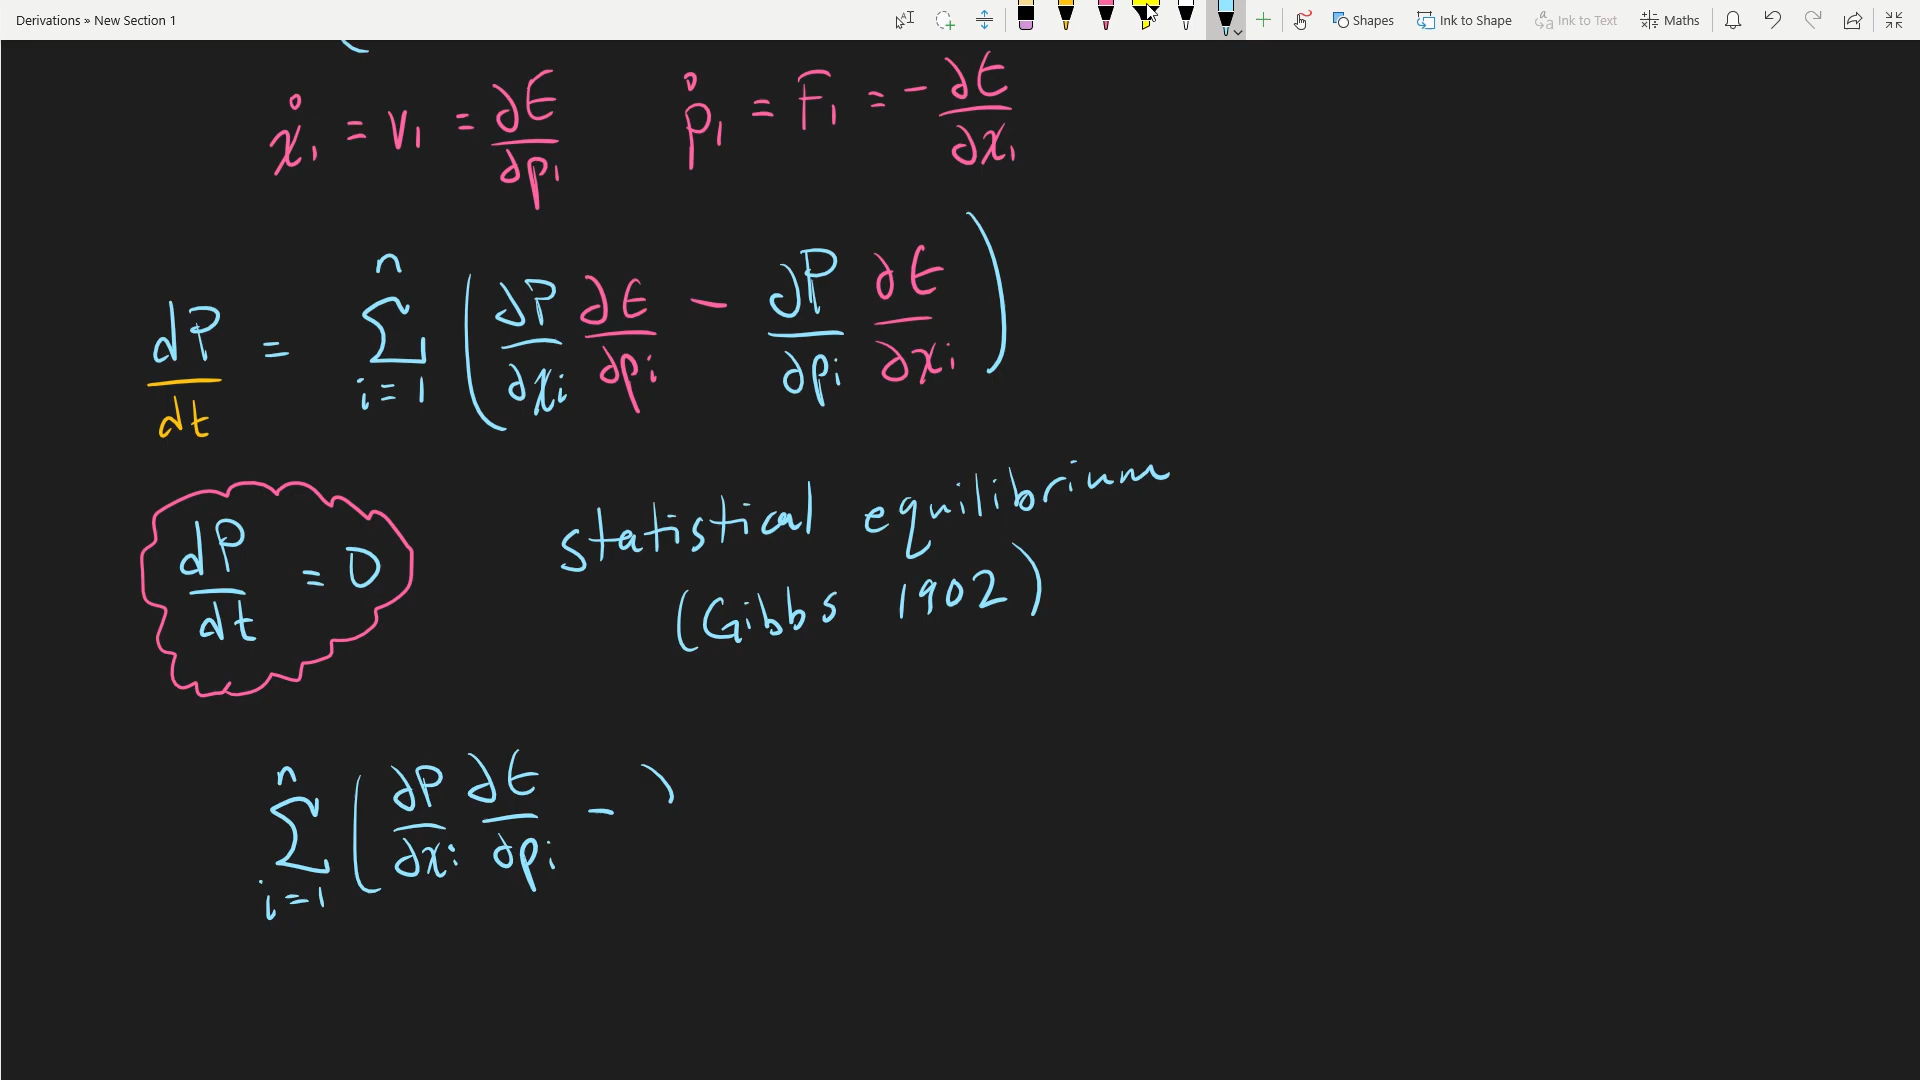 Derivations » New Section 1
Shapes Ink to Shape Ink to Text Maths
ẋ₁ = v₁ = ∂E/∂p₁ ṗ₁ = F₁ = -∂E/∂x₁
dP/dt = Σ_{i=1}^{n} (∂P/∂xᵢ ∂E/∂pᵢ - ∂P/∂pᵢ ∂E/∂xᵢ)
dP/dt = 0 statistical equilibrium
(Gibbs 1902)
Σ_{i=1}^{n} (∂P/∂xᵢ ∂E/∂pᵢ -